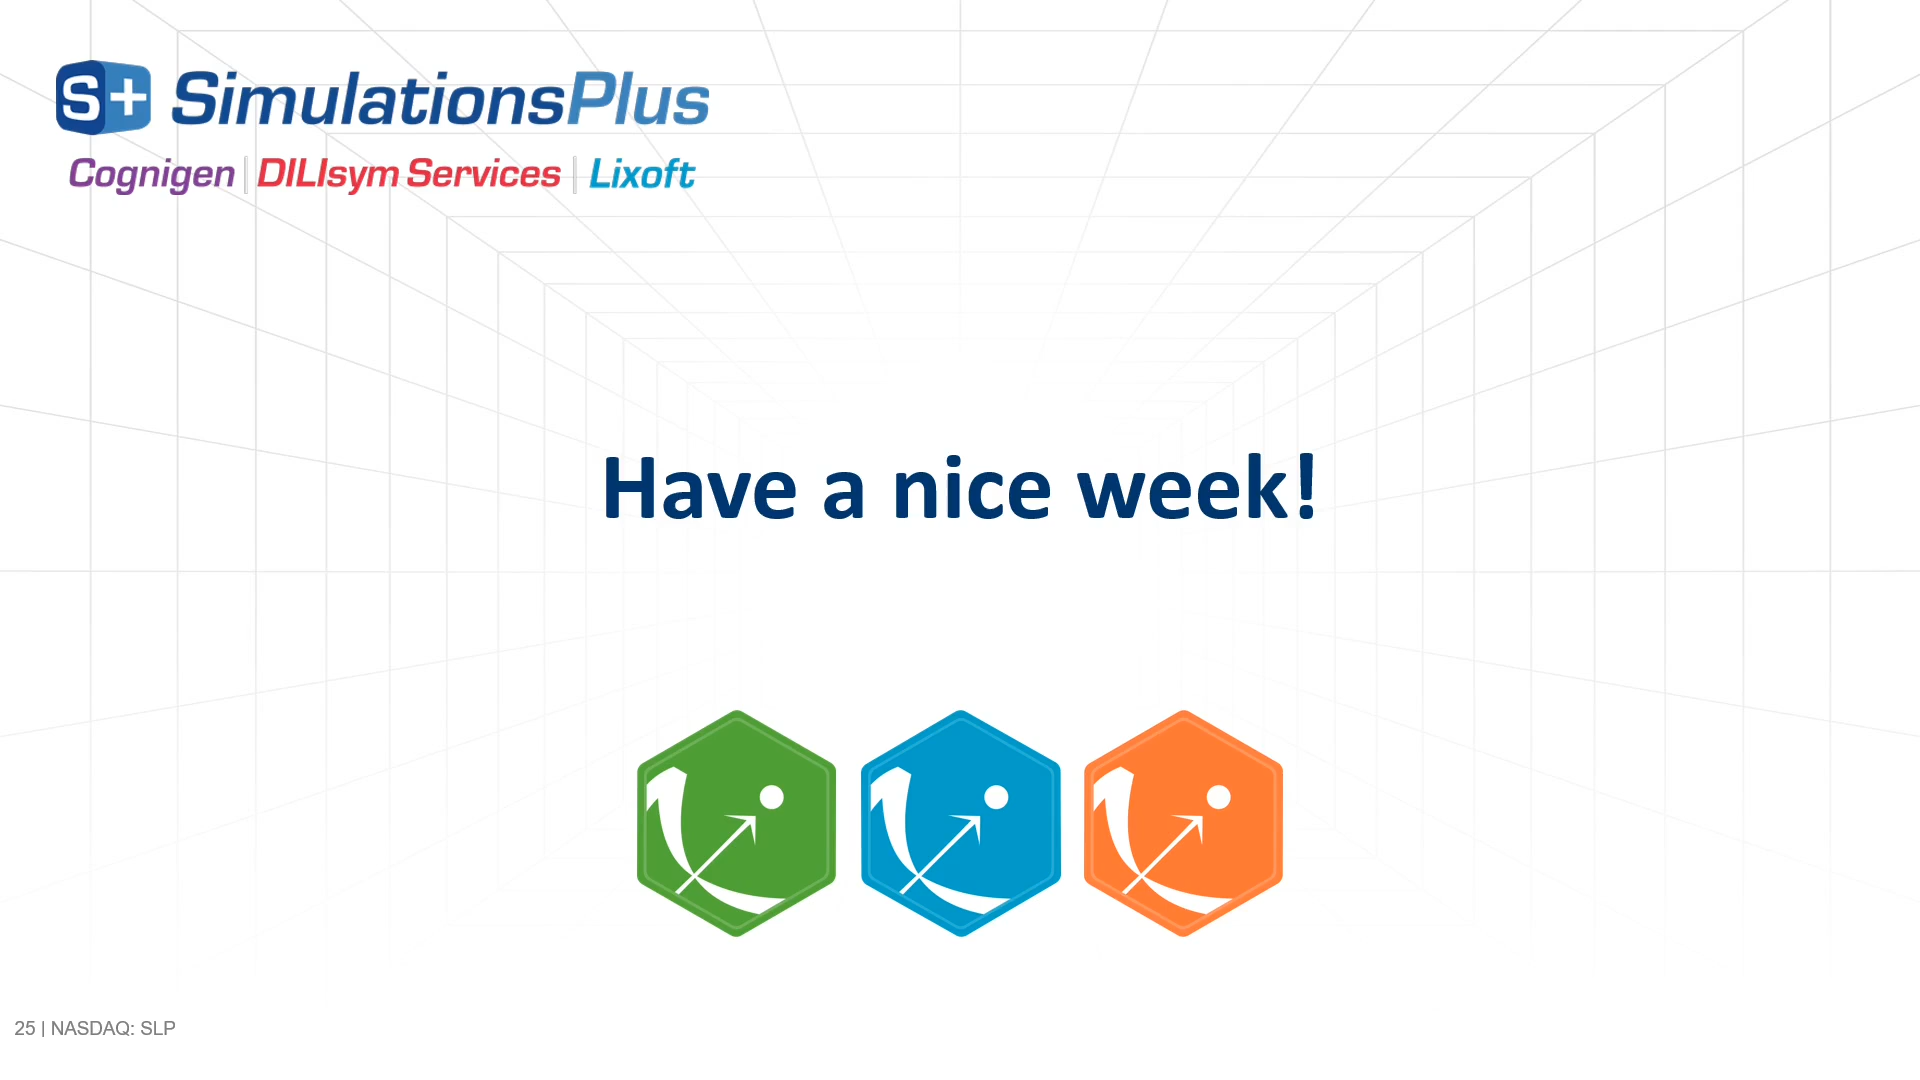 S+ SimulationsPlus
Cognigen | DILIsym Services | Lixoft
Have a nice week!
25 | NASDAQ: SLP